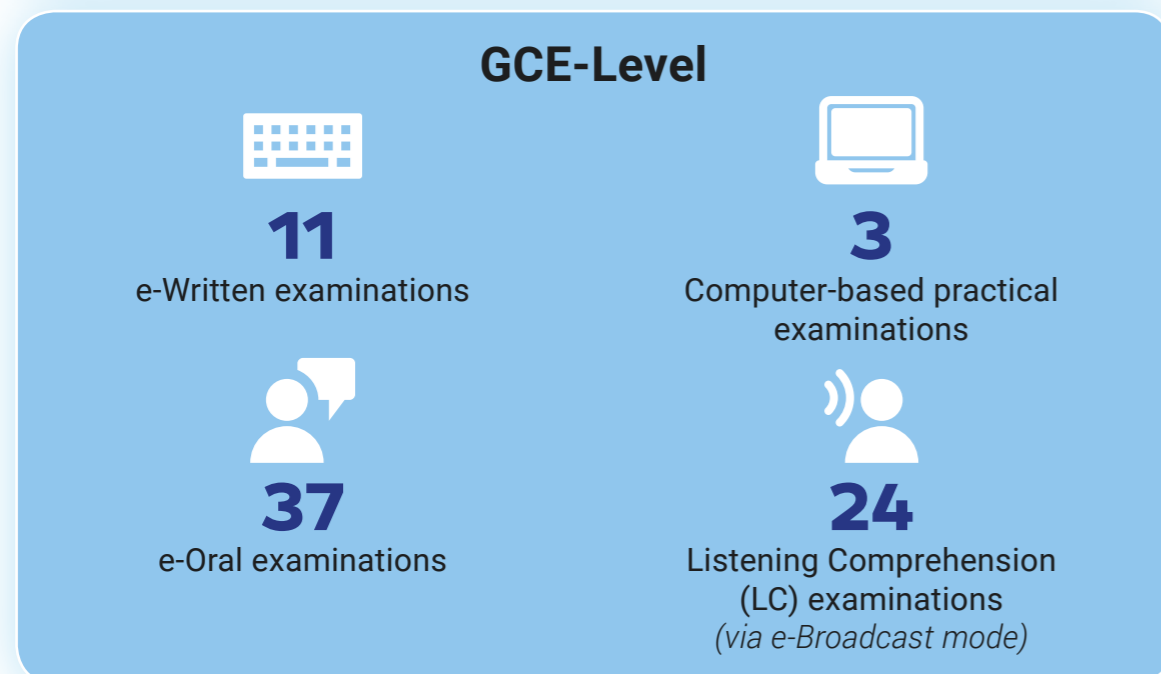 GCE-Level
11
e-Written examinations
3
Computer-based practical
examinations
37
e-Oral examinations
24
Listening Comprehension
(LC) examinations
(via e-Broadcast mode)